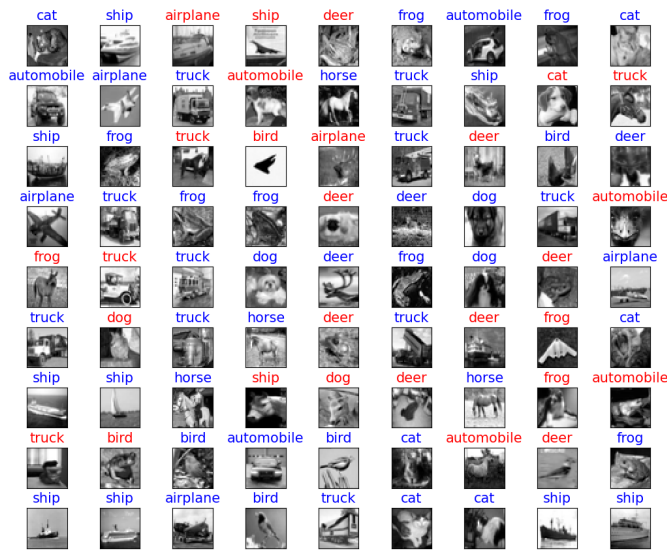 cat ship airplane ship deer frog automobile frog cat
automobile airplane truck automobile horse truck ship cat truck
ship frog truck bird airplane truck deer bird deer
airplane truck frog frog deer deer dog truck automobile
frog truck truck dog deer frog dog deer airplane
truck dog truck horse deer truck deer frog cat
ship ship horse ship dog deer horse frog automobile
truck bird bird automobile bird cat automobile deer frog
ship ship airplane bird truck cat cat ship ship